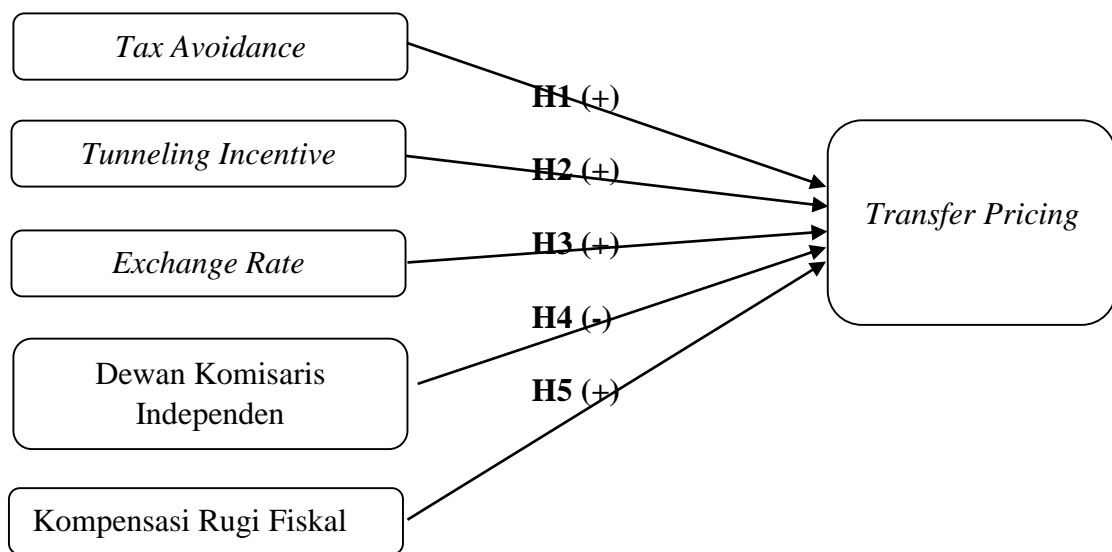 Tax Avoidance
H1 (+)
Tunneling Incentive
H2 (+)
Transfer Pricing
Exchange Rate
H3 (+)
H4 (-)
Dewan Komisaris
Independen
H5 (+)
Kompensasi Rugi Fiskal